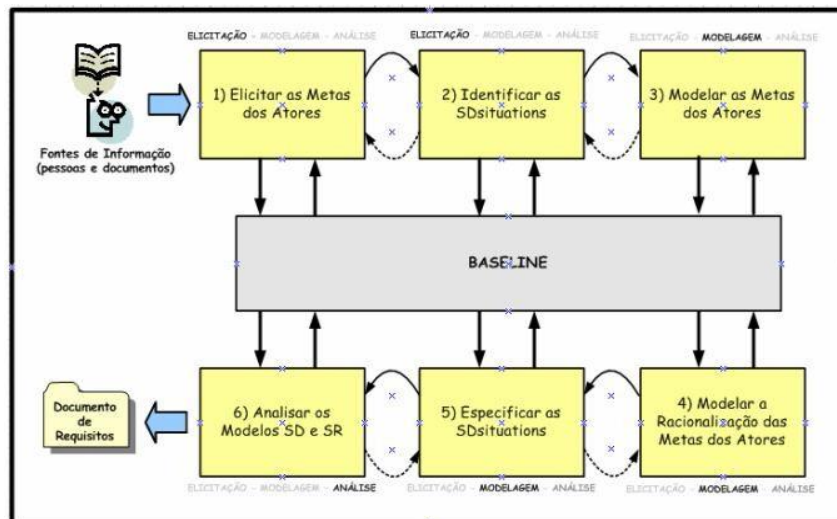 ELICITAÇÃO - MODELAGEM - ANÁLISE
ELICITAÇÃO - MODELAGEM - ANÁLISE
ELICITAÇÃO - MODELAGEM - ANÁLISE
1) Elicitar as Metas
dos Atores
2) Identificar as
SDsituations
3) Modelar as Metas
dos Atores
Fontes de Informação
(pessoas e documentos)
BASELINE
Documento
de
Requisitos
6) Analisar os
Modelos SD e SR
5) Especificar as
SDsituations
4) Modelar a
Racionalização das
Metas dos Atores
ELICITAÇÃO - MODELAGEM - ANÁLISE
ELICITAÇÃO - MODELAGEM - ANÁLISE
ELICITAÇÃO - MODELAGEM - ANÁLISE